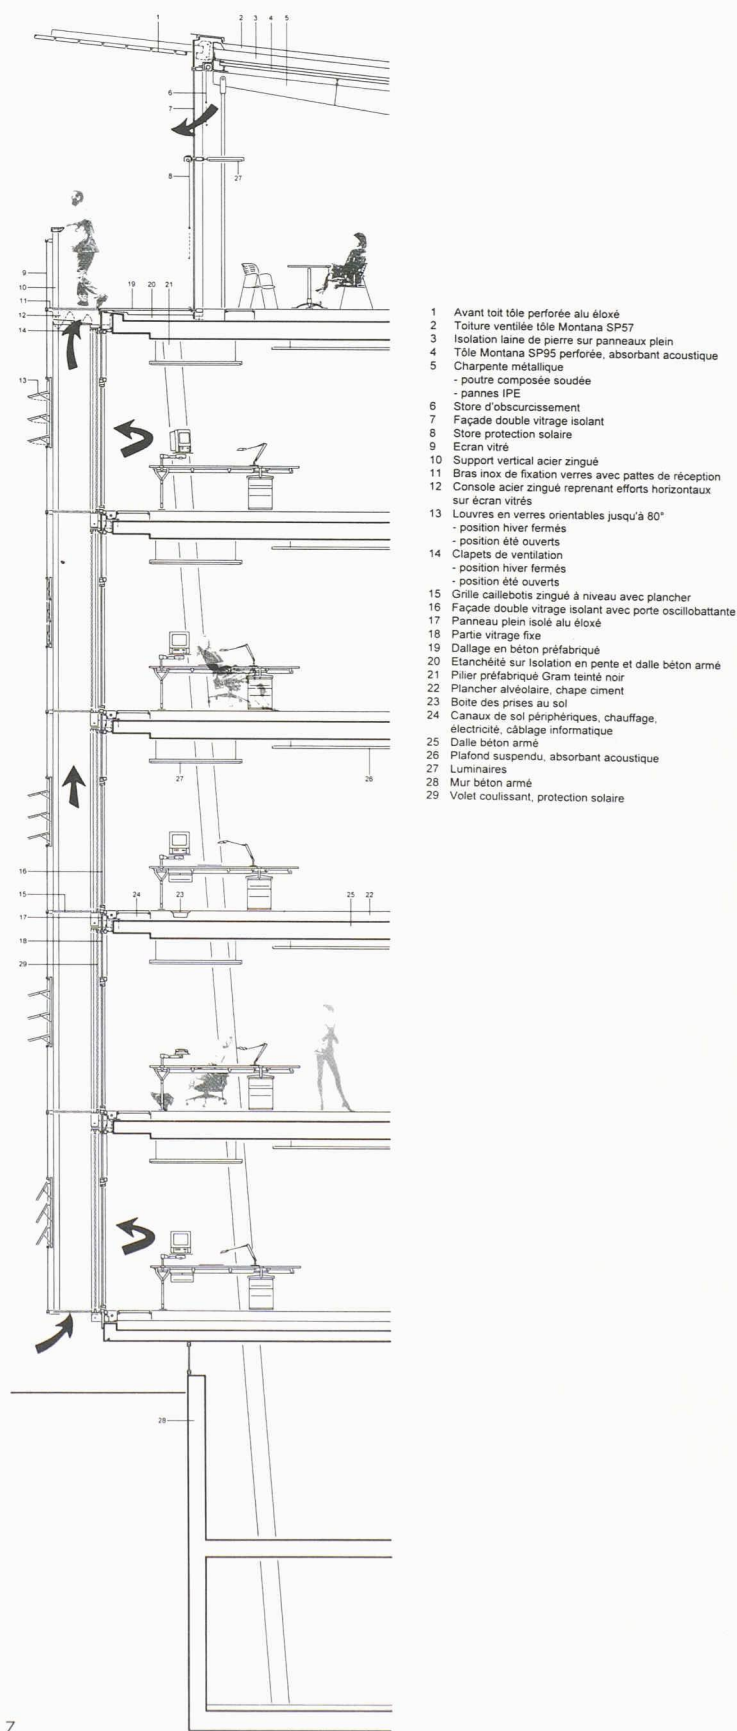 1 2 3 4 5
6
7
8 27
9
10
11 19 20 21
12
14
13
27 26
16
15 24 23 25 22
17
18
29
28
1 Avant toit tôle perforée alu éloxé
2 Toiture ventilée tôle Montana SP57
3 Isolation laine de pierre sur panneaux plein
4 Tôle Montana SP95 perforée, absorbant acoustique
5 Charpente métallique
- poutre composée soudée
- pannes IPE
6 Store d'obscurcissement
7 Façade double vitrage isolant
8 Store protection solaire
9 Ecran vitré
10 Support vertical acier zingué
11 Bras inox de fixation verres avec pattes de réception
12 Console acier zingué reprenant efforts horizontaux
sur écran vitrés
13 Louvres en verres orientables jusqu'à 80°
- position hiver fermés
- position été ouverts
14 Clapets de ventilation
- position hiver fermés
- position été ouverts
15 Grille caillebotis zingué à niveau avec plancher
16 Façade double vitrage isolant avec porte oscillobattante
17 Panneau plein isolé alu éloxé
18 Partie vitrage fixe
19 Dallage en béton préfabriqué
20 Etanchéité sur Isolation en pente et dalle béton armé
21 Pilier préfabriqué Gram teinté noir
22 Plancher alvéolaire, chape ciment
23 Boite des prises au sol
24 Canaux de sol périphériques, chauffage,
électricité, câblage informatique
25 Dalle béton armé
26 Plafond suspendu, absorbant acoustique
27 Luminaires
28 Mur béton armé
29 Volet coulissant, protection solaire
7